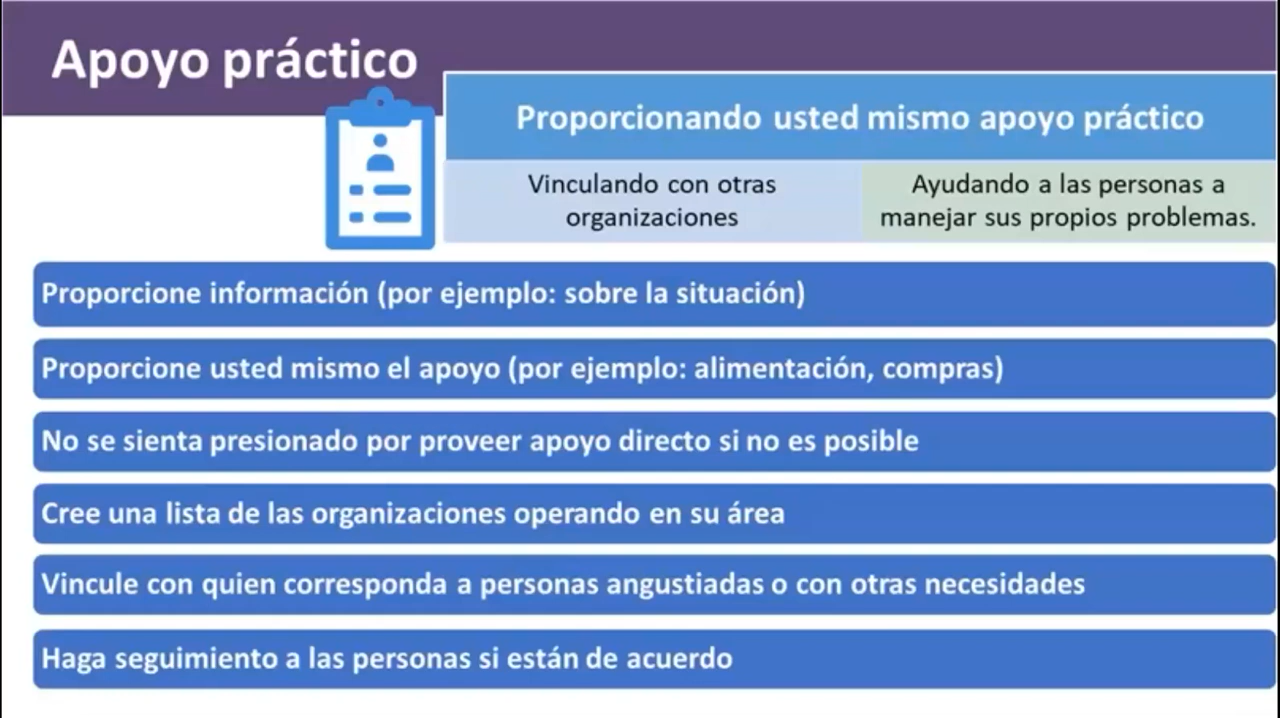 Apoyo práctico
Proporcionando usted mismo apoyo práctico
Vinculando con otras
organizaciones
Ayudando a las personas a
manejar sus propios problemas.
Proporcione información (por ejemplo: sobre la situación)
Proporcione usted mismo el apoyo (por ejemplo: alimentación, compras)
No se sienta presionado por proveer apoyo directo si no es posible
Cree una lista de las organizaciones operando en su área
Vincule con quien corresponda a personas angustiadas o con otras necesidades
Haga seguimiento a las personas si están de acuerdo